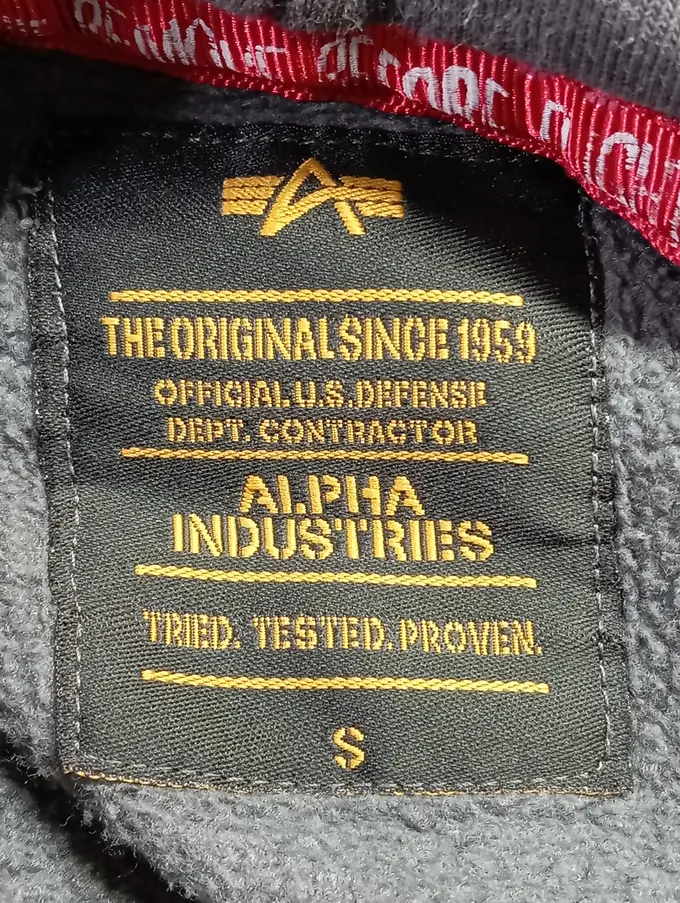 THE ORIGINAL SINCE 1959
OFFICIAL U.S. DEFENSE
DEPT. CONTRACTOR
ALPHA
INDUSTRIES
TRIED. TESTED. PROVEN.
S